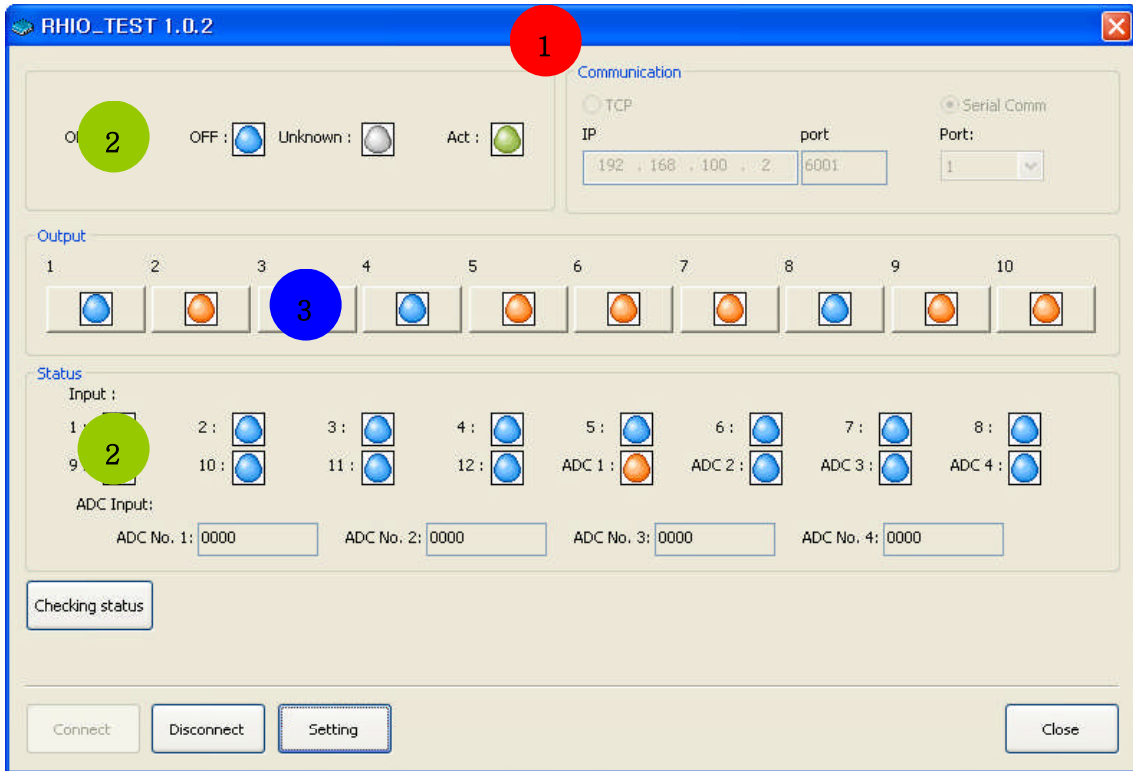 RHIO_TEST 1.0.2
1
Communication
TCP
Serial Comm
IP
port
Port:
192 . 168 . 100 . 2
6001
1
2
OFF :
Unknown :
Act :
Output
1 2 3 4 5 6 7 8 9 10
3
Status
Input :
1 : 2 : 3 : 4 : 5 : 6 : 7 : 8 :
2
9 10 : 11 : 12 : ADC 1 : ADC 2 : ADC 3 : ADC 4 :
ADC Input:
ADC No. 1: 0000 ADC No. 2: 0000 ADC No. 3: 0000 ADC No. 4: 0000
Checking status
Connect Disconnect Setting Close